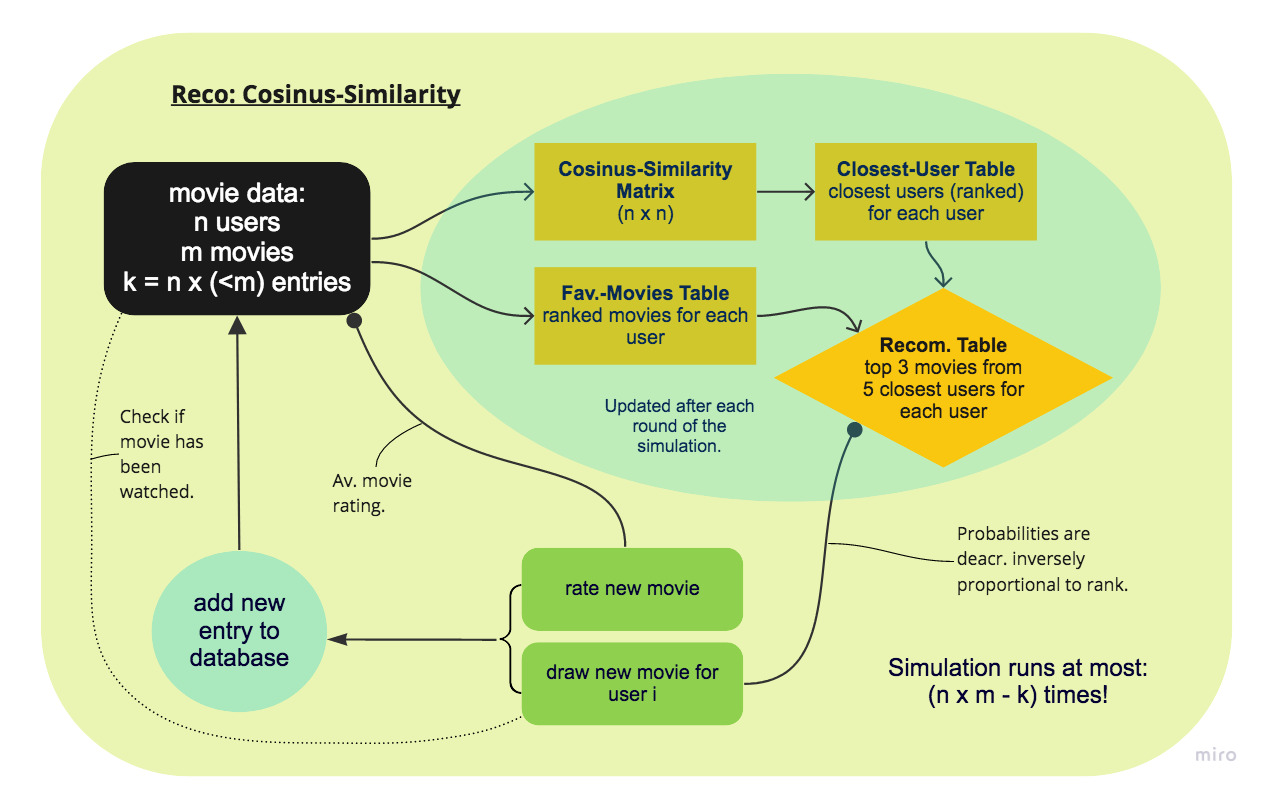 Reco: Cosinus-Similarity
movie data:
n users
m movies
k = n x (<m) entries
Cosinus-Similarity
Matrix
(n x n)
Closest-User Table
closest users (ranked)
for each user
Fav.-Movies Table
ranked movies for each
user
Recom. Table
top 3 movies from
5 closest users for
each user
Updated after each
round of the
simulation.
Check if
movie has
been
watched.
Av. movie
rating.
Probabilities are
deacr. inversely
proportional to rank.
rate new movie
add new
entry to
database
draw new movie for
user i
Simulation runs at most:
(n x m - k) times!
miro